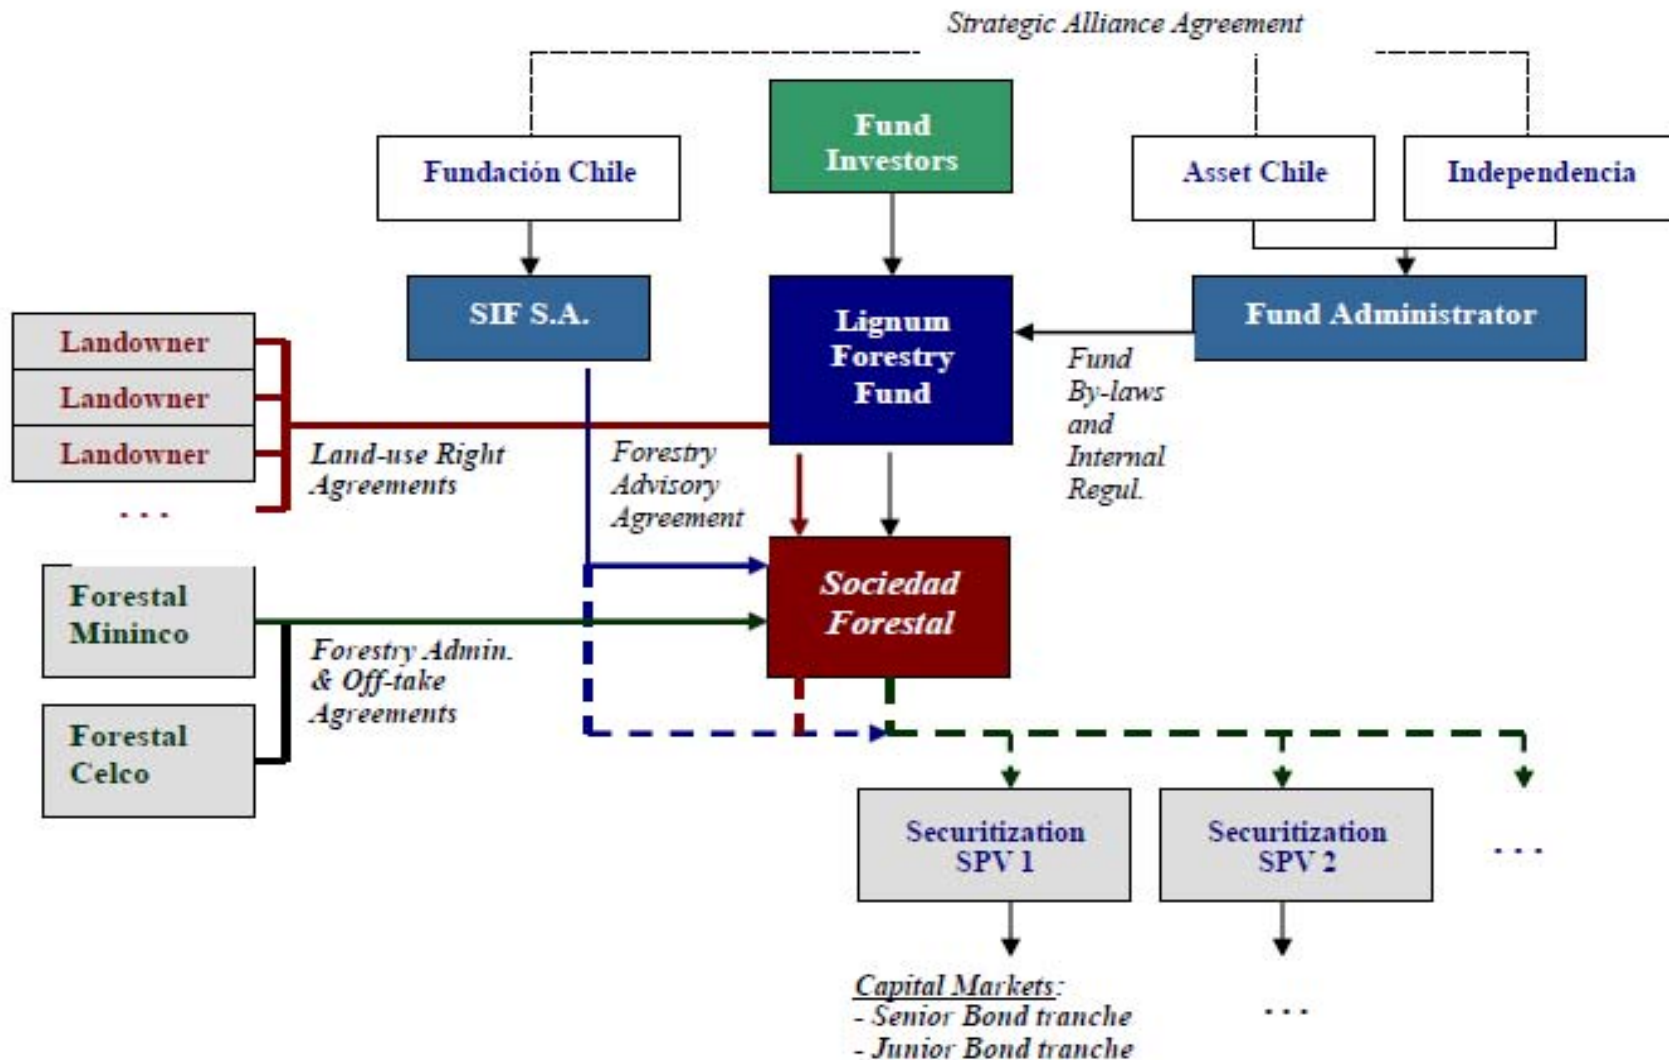 Strategic Alliance Agreement
Fund
Investors
Fundación Chile
Asset Chile
Independencia
SIF S.A.
Lignum
Forestry
Fund
Fund Administrator
Landowner
Landowner
Landowner
...
Land-use Right
Agreements
Forestry
Advisory
Agreement
Fund
By-laws
and
Internal
Regul.
Sociedad
Forestal
Forestal
Mininco
Forestry Admin.
& Off-take
Agreements
Forestal
Celco
Securitization
SPV 1
Securitization
SPV 2
...
Capital Markets:
- Senior Bond tranche
- Junior Bond tranche
...